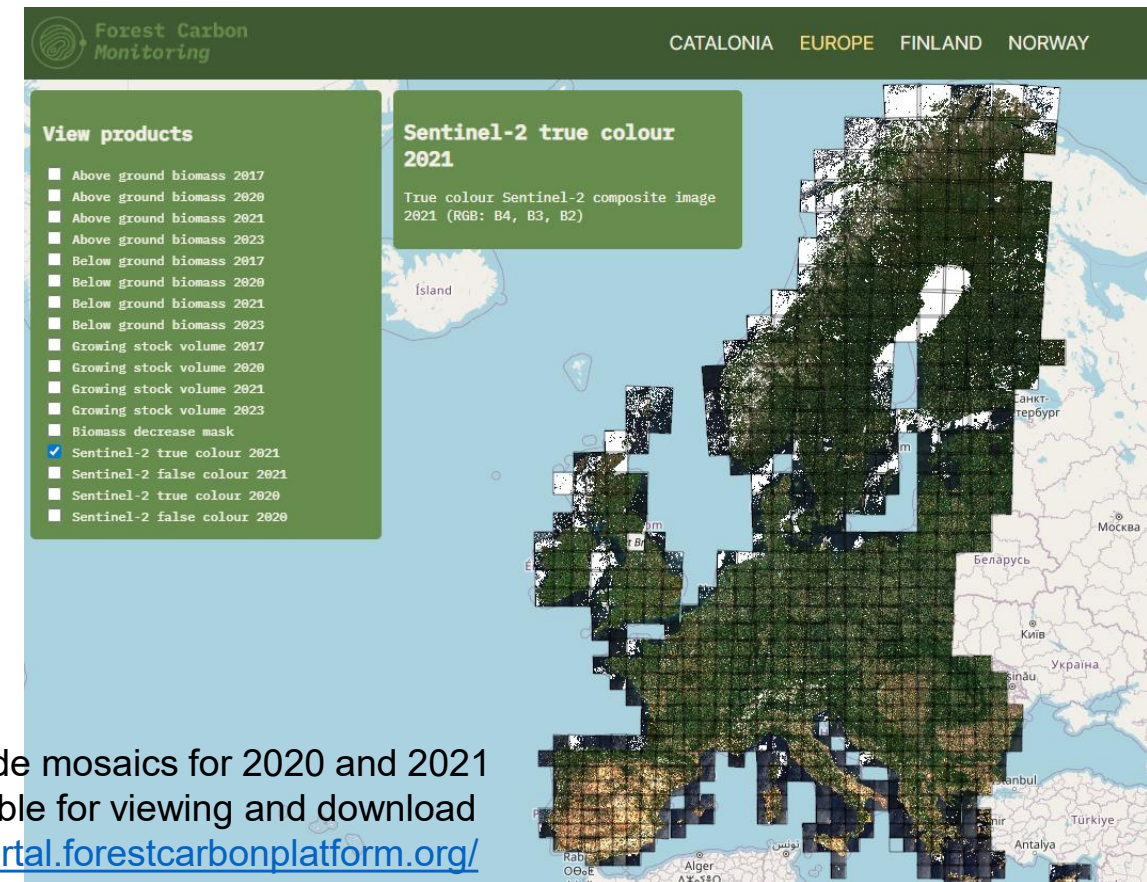 Forest Carbon
Monitoring
CATALONIA EUROPE FINLAND NORWAY
View products
Above ground biomass 2017
Above ground biomass 2020
Above ground biomass 2021
Above ground biomass 2023
Below ground biomass 2017
Below ground biomass 2020
Below ground biomass 2021
Below ground biomass 2023
Growing stock volume 2017
Growing stock volume 2020
Growing stock volume 2021
Growing stock volume 2023
Biomass decrease mask
Sentinel-2 true colour 2021
Sentinel-2 false colour 2021
Sentinel-2 true colour 2020
Sentinel-2 false colour 2020
Sentinel-2 true colour
2021
True colour Sentinel-2 composite image
2021 (RGB: B4, B3, B2)
Ísland
Санкт-
тербург
Москва
Беларусь
Київ
Україна
șinău
anbul
Türkiye
Antalya
تونس
Alger
Rab
de mosaics for 2020 and 2021
ble for viewing and download
rtal.forestcarbonplatform.org/